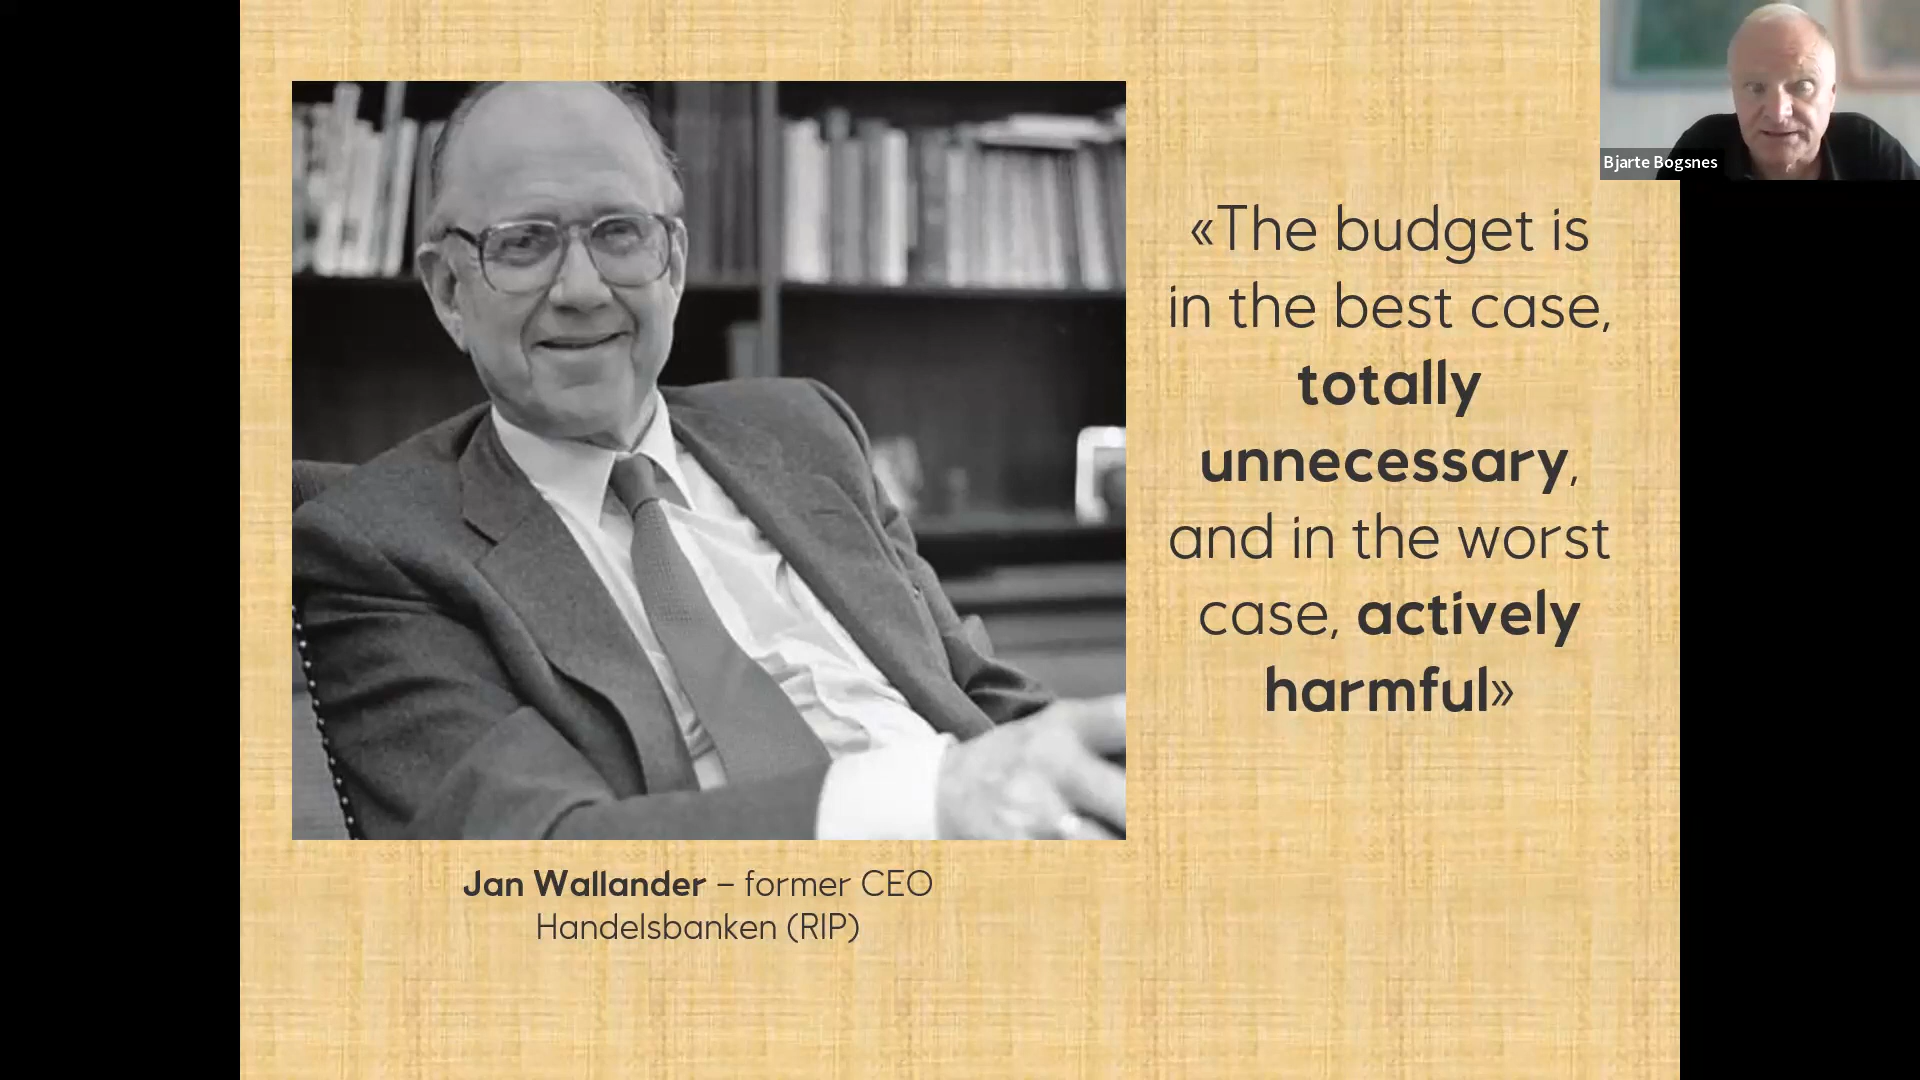 Bjarte Bogsnes
«The budget is
in the best case,
totally
unnecessary,
and in the worst
case, actively
harmful»
Jan Wallander – former CEO
Handelsbanken (RIP)